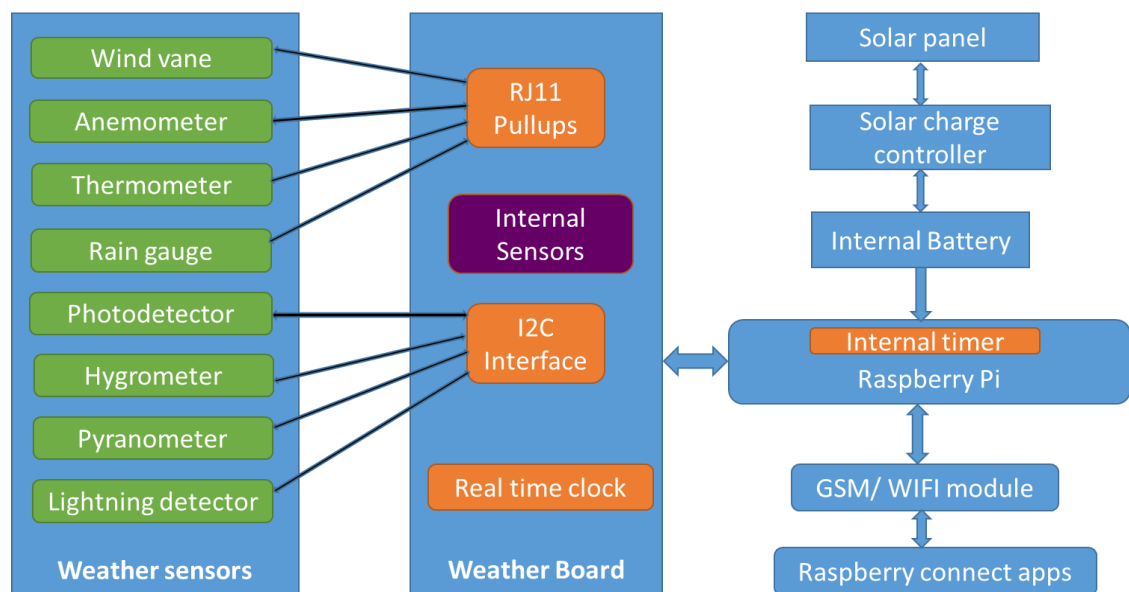 Wind vane
Anemometer
Thermometer
Rain gauge
Photodetector
Hygrometer
Pyranometer
Lightning detector
Weather sensors
RJ11
Pullups
Internal
Sensors
I2C
Interface
Real time clock
Weather Board
Solar panel
Solar charge
controller
Internal Battery
Internal timer
Raspberry Pi
GSM/ WIFI module
Raspberry connect apps